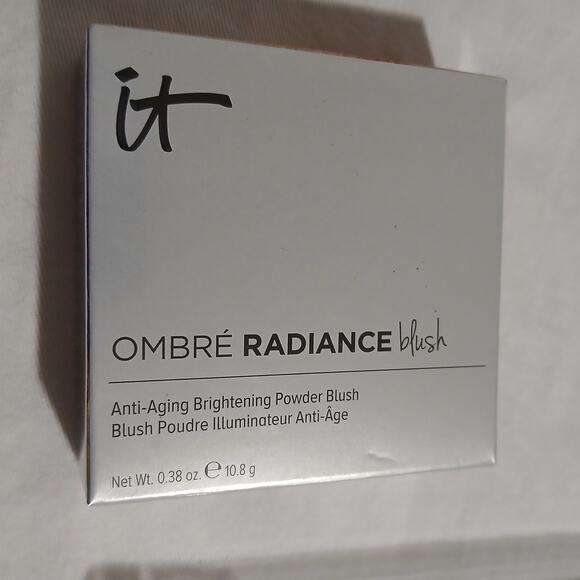 it
OMBRÉ RADIANCE blush
Anti-Aging Brightening Powder Blush
Blush Poudre Illuminateur Anti-Âge
Net Wt. 0.38 oz. ℮ 10.8 g